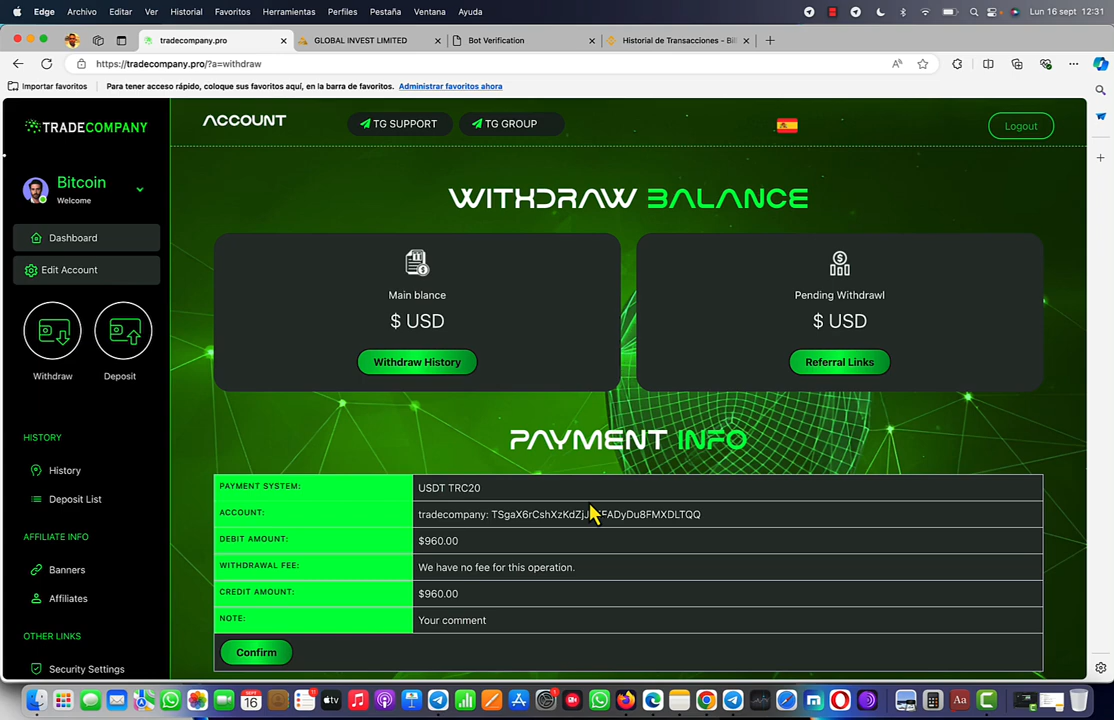 Edge Archivo Editar Ver Historial Favoritos Herramientas Perfiles Pestaña Ventana Ayuda Lun 16 sept 12:31
tradecompany.pro GLOBAL INVEST LIMITED Bot Verification Historial de Transacciones - Bil
https://tradecompany.pro/?a=withdraw
Importar favoritos Para tener acceso rápido, coloque sus favoritos aquí, en la barra de favoritos. Administrar favoritos ahora
TRADECOMPANY
ACCOUNT TG SUPPORT TG GROUP Logout
Bitcoin
Welcome
Dashboard
Edit Account
Withdraw Deposit
HISTORY
History
Deposit List
AFFILIATE INFO
Banners
Affiliates
OTHER LINKS
Security Settings
WITHDRAW BALANCE
Main blance
$ USD
Withdraw History
Pending Withdrawl
$ USD
Referral Links
PAYMENT INFO
PAYMENT SYSTEM: USDT TRC20
ACCOUNT: tradecompany:
DEBIT AMOUNT: $960.00
WITHDRAWAL FEE: We have no fee for this operation.
CREDIT AMOUNT: $960.00
NOTE: Your comment
Confirm
SEPT
16
Aa